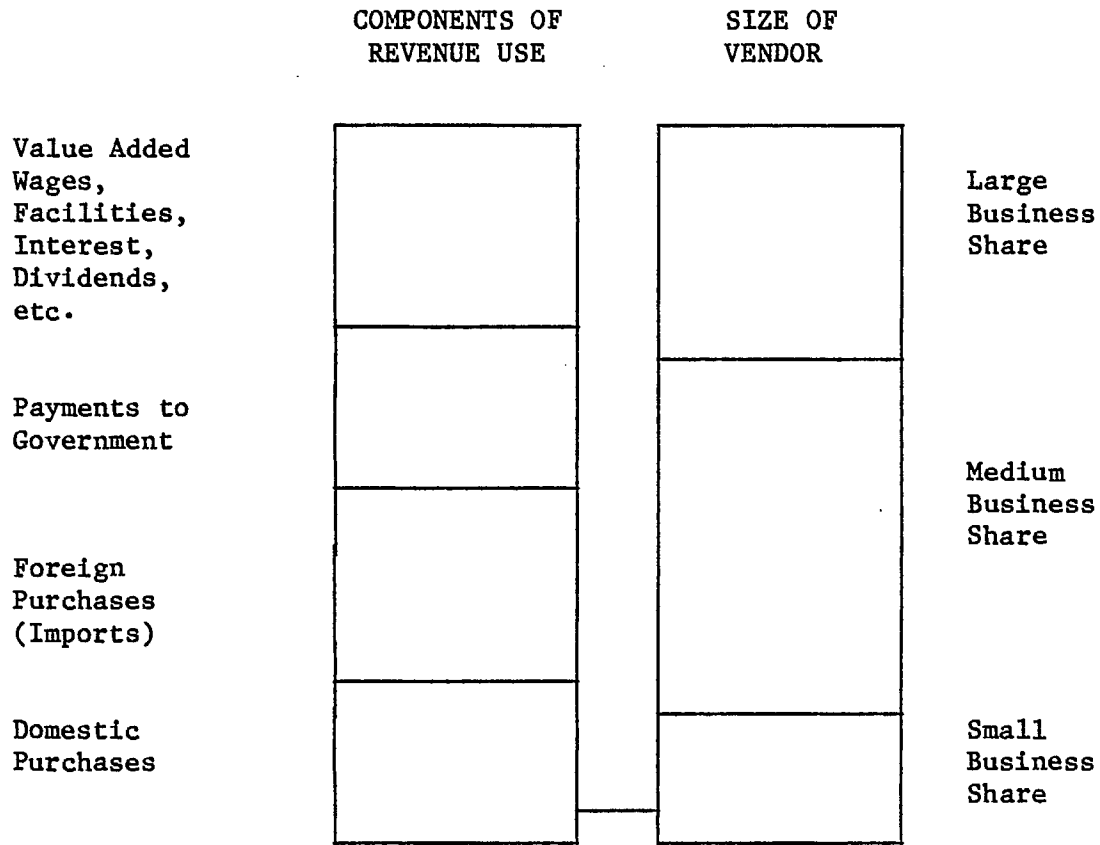 COMPONENTS OF
REVENUE USE
SIZE OF
VENDOR
Value Added
Wages,
Facilities,
Interest,
Dividends,
etc.
Payments to
Government
Foreign
Purchases
(Imports)
Domestic
Purchases
Large
Business
Share
Medium
Business
Share
Small
Business
Share